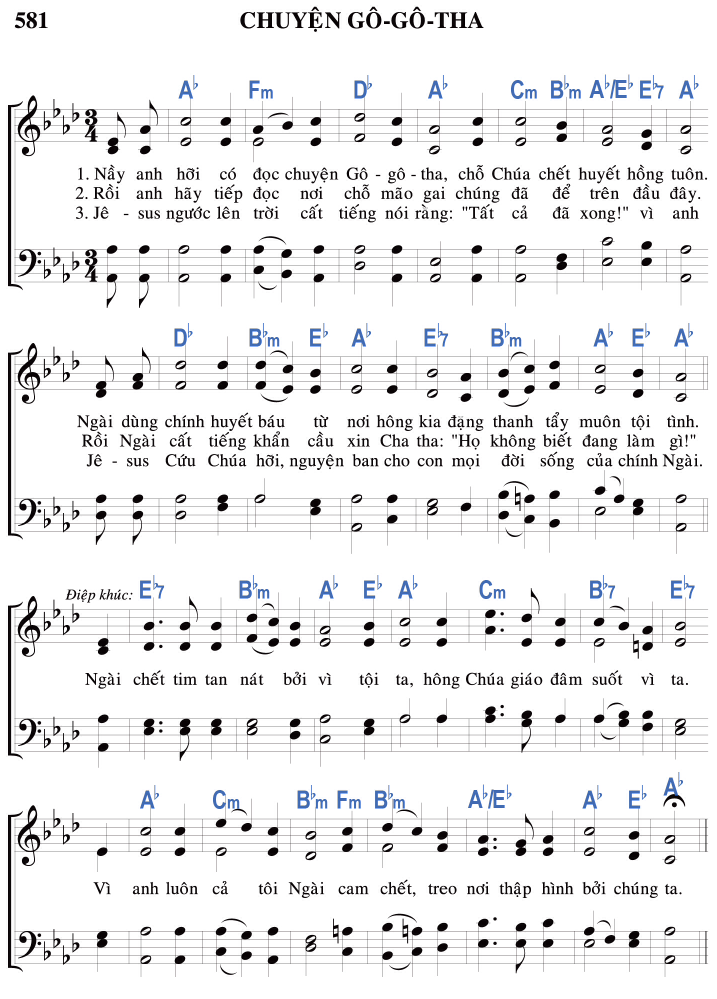 581 CHUYỆN GÔ-GÔ-THA
A♭ Fm D♭ A♭ Cm B♭m A♭/E♭ E♭7 A♭
3 4
1. Nầy anh hỡi có đọc chuyện Gô - gô - tha, chỗ Chúa chết huyết hồng tuôn.
2. Rồi anh hãy tiếp đọc nơi chỗ mão gai chúng đã để trên đầu đây.
3. Jê - sus ngước lên trời cất tiếng nói rằng: "Tất cả đã xong!" vì anh
3 4
D♭ B♭m E♭ A♭ E♭7 B♭m A♭ E♭ A♭
Ngài dùng chính huyết báu từ nơi hông kia đặng thanh tẩy muôn tội tình.
Rồi Ngài cất tiếng khẩn cầu xin Cha tha: "Họ không biết đang làm gì!"
Jê - sus Cứu Chúa hỡi, nguyện ban cho con mọi đời sống của chính Ngài.
Điệp khúc: E♭7 B♭m A♭ E♭ A♭ Cm B♭7 E♭7
Ngài chết tim tan nát bởi vì tội ta, hông Chúa giáo đâm suốt vì ta.
A♭ Cm B♭m Fm B♭m A♭/E♭ A♭ E♭ A♭
Vì anh luôn cả tôi Ngài cam chết, treo nơi thập hình bởi chúng ta.